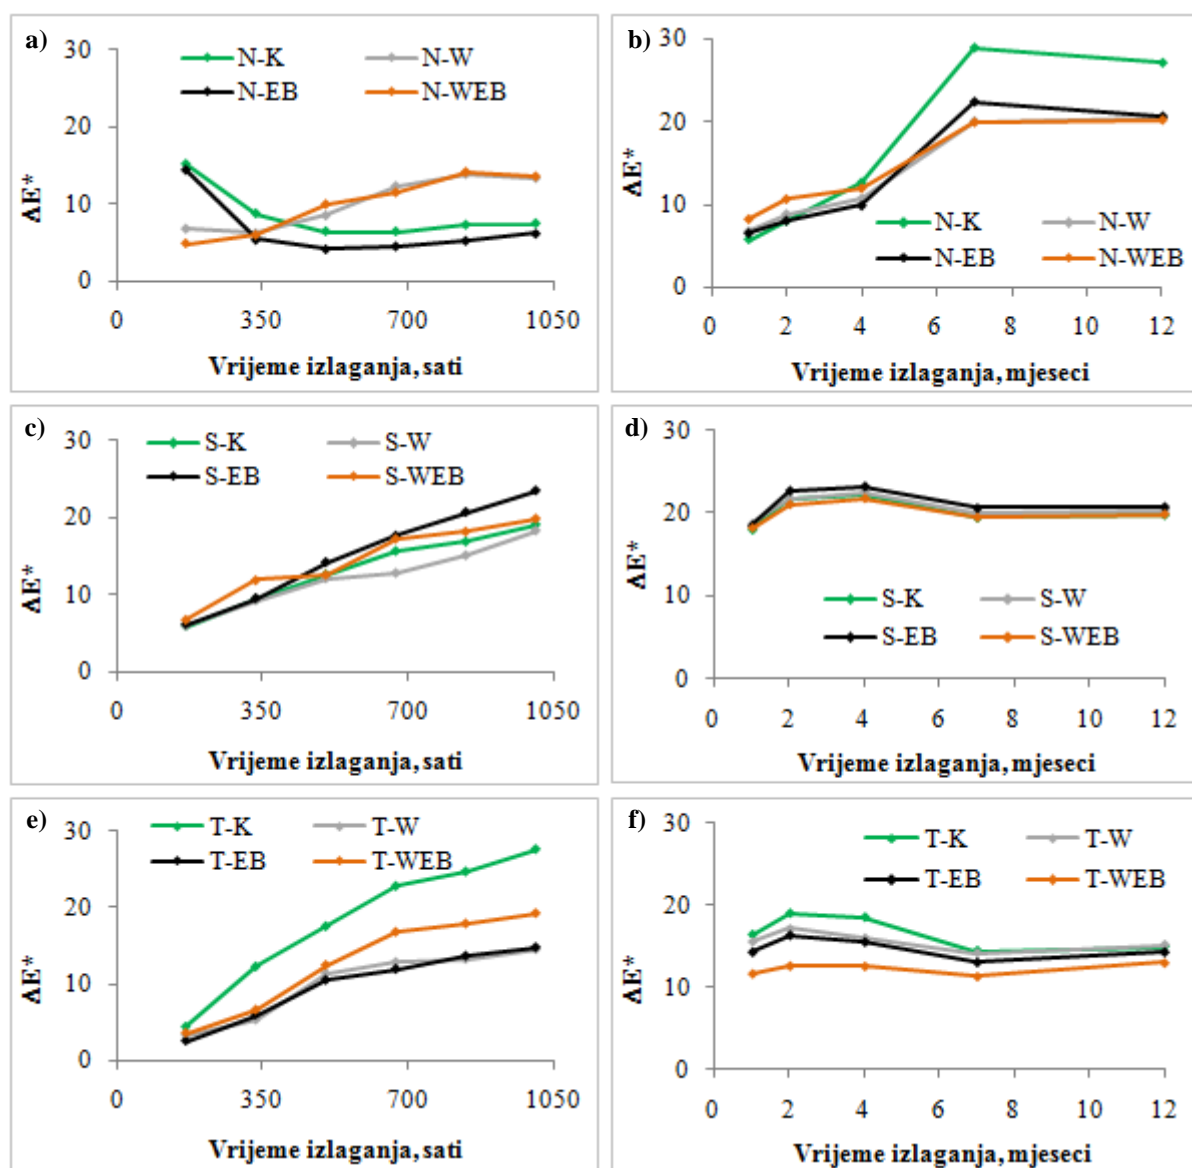 a)
N-K N-W
N-EB N-WEB
30
20
10
0
ΔE*
0 350 700 1050
Vrijeme izlaganja, sati
b)
30
20
10
0
ΔE*
N-K N-W
N-EB N-WEB
0 2 4 6 8 10 12
Vrijeme izlaganja, mjeseci
c)
S-K S-W
S-EB S-WEB
30
20
10
0
ΔE*
0 350 700 1050
Vrijeme izlaganja, sati
d)
30
20
10
0
ΔE*
S-K S-W
S-EB S-WEB
0 2 4 6 8 10 12
Vrijeme izlaganja, mjeseci
e)
T-K T-W
T-EB T-WEB
30
20
10
0
ΔE*
0 350 700 1050
Vrijeme izlaganja, sati
f)
T-K T-W
T-EB T-WEB
30
20
10
0
ΔE*
0 2 4 6 8 10 12
Vrijeme izlaganja, mjeseci